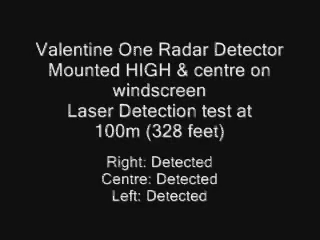 Valentine One Radar Detector
Mounted HIGH & centre on
windscreen
Laser Detection test at
100m (328 feet)
Right: Detected
Centre: Detected
Left: Detected